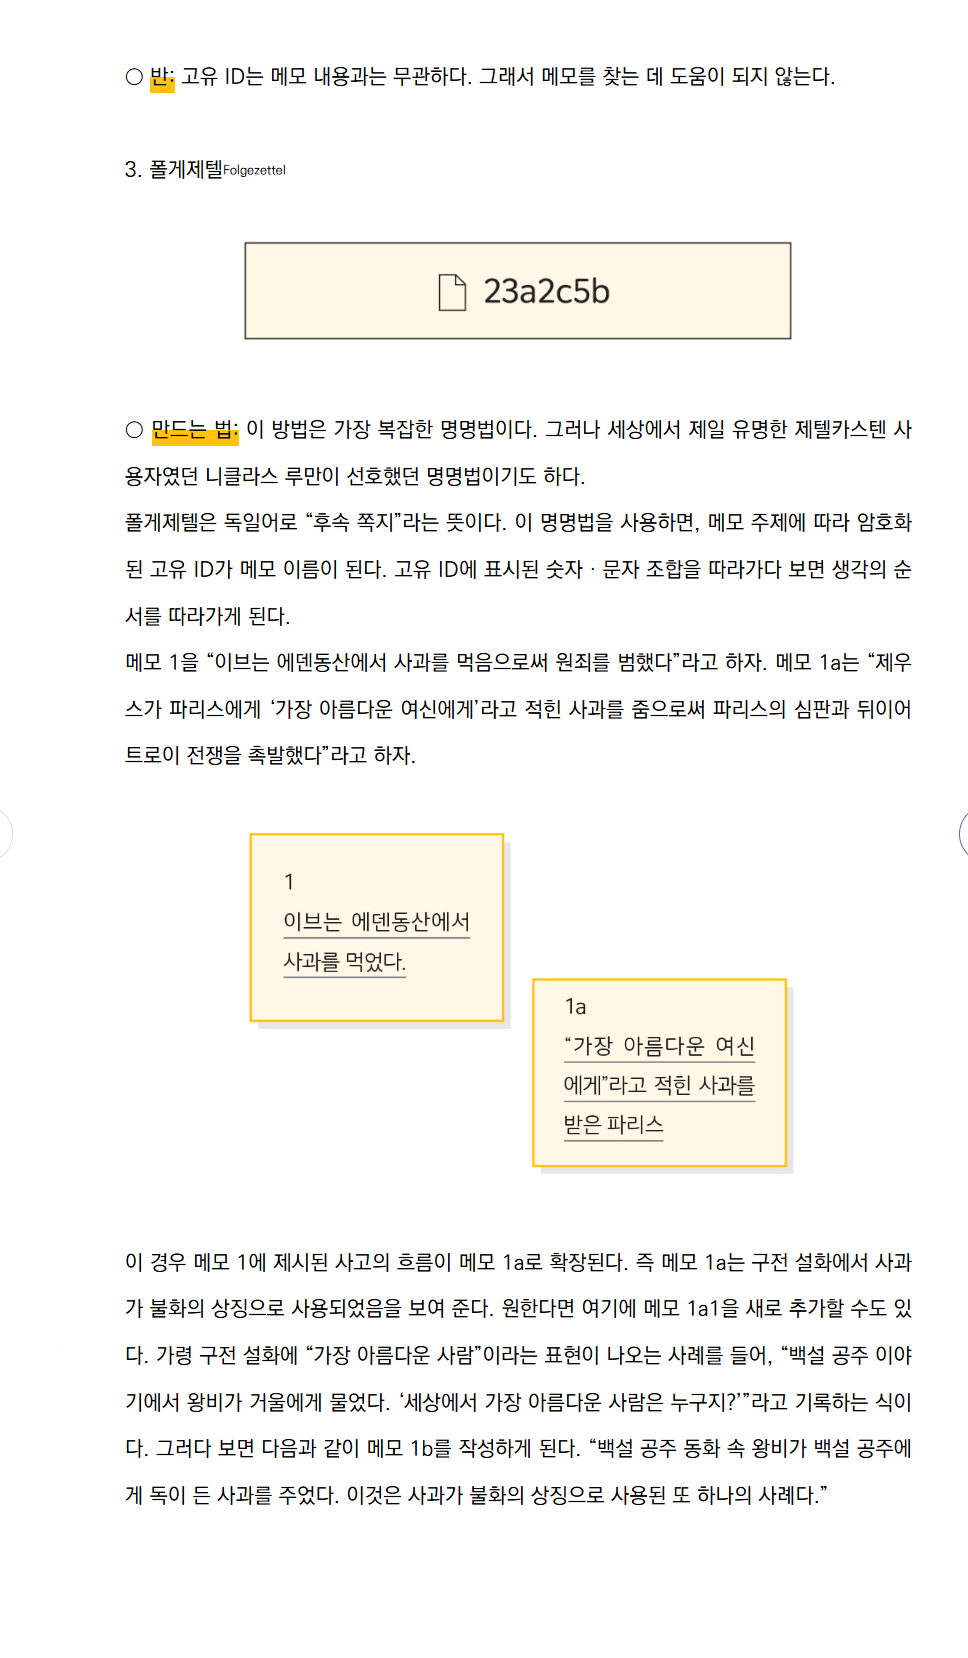 ○ 반: 고유 ID는 메모 내용과는 무관하다. 그래서 메모를 찾는 데 도움이 되지 않는다.
3. 폴게제텔Folgezettel
23a2c5b
○ 만드는 법: 이 방법은 가장 복잡한 명명법이다. 그러나 세상에서 제일 유명한 제텔카스텐 사
용자였던 니클라스 루만이 선호했던 명명법이기도 하다.
폴게제텔은 독일어로 “후속 쪽지”라는 뜻이다. 이 명명법을 사용하면, 메모 주제에 따라 암호화
된 고유 ID가 메모 이름이 된다. 고유 ID에 표시된 숫자 · 문자 조합을 따라가다 보면 생각의 순
서를 따라가게 된다.
메모 1을 “이브는 에덴동산에서 사과를 먹음으로써 원죄를 범했다”라고 하자. 메모 1a는 “제우
스가 파리스에게 ‘가장 아름다운 여신에게’라고 적힌 사과를 줌으로써 파리스의 심판과 뒤이어
트로이 전쟁을 촉발했다”라고 하자.
1
이브는 에덴동산에서
사과를 먹었다.
1a
“가장 아름다운 여신
에게”라고 적힌 사과를
받은 파리스
이 경우 메모 1에 제시된 사고의 흐름이 메모 1a로 확장된다. 즉 메모 1a는 구전 설화에서 사과
가 불화의 상징으로 사용되었음을 보여 준다. 원한다면 여기에 메모 1a1을 새로 추가할 수도 있
다. 가령 구전 설화에 “가장 아름다운 사람”이라는 표현이 나오는 사례를 들어, “백설 공주 이야
기에서 왕비가 거울에게 물었다. ‘세상에서 가장 아름다운 사람은 누구지?’”라고 기록하는 식이
다. 그러다 보면 다음과 같이 메모 1b를 작성하게 된다. “백설 공주 동화 속 왕비가 백설 공주에
게 독이 든 사과를 주었다. 이것은 사과가 불화의 상징으로 사용된 또 하나의 사례다.”